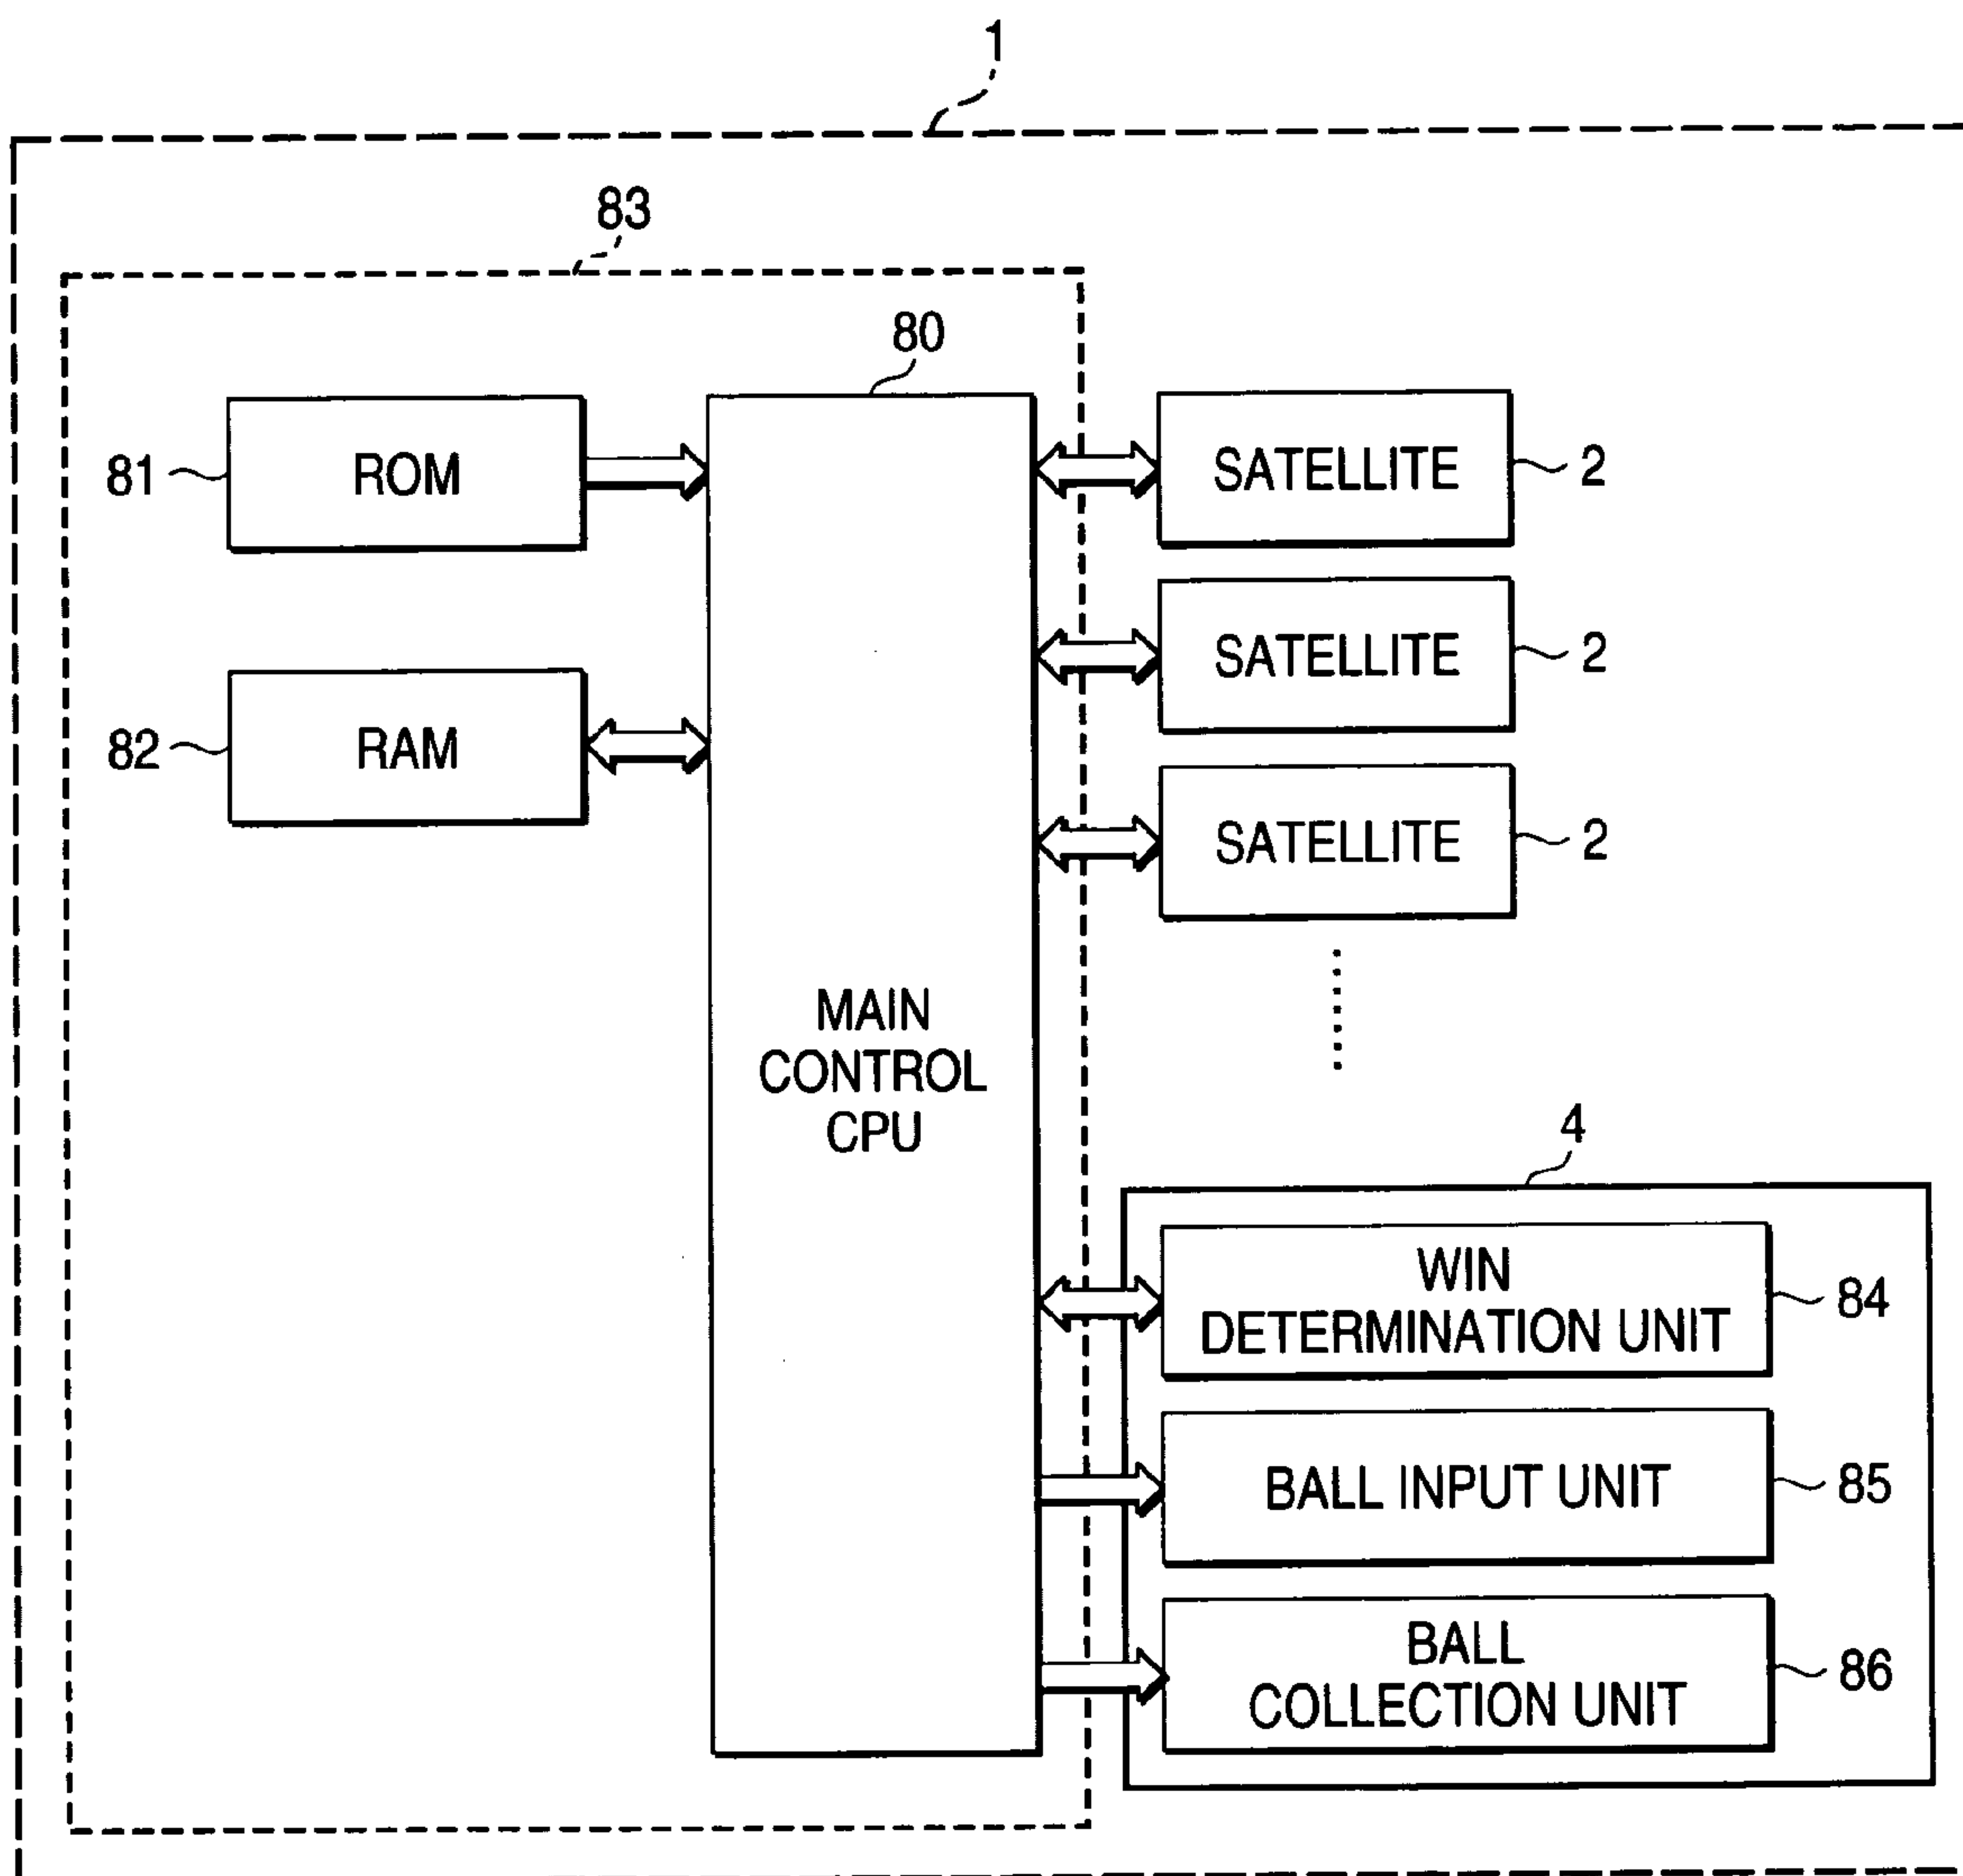 1
83
80
81
ROM
SATELLITE
2
SATELLITE
2
82
RAM
SATELLITE
2
MAIN
CONTROL
CPU
4
WIN
DETERMINATION UNIT
84
BALL INPUT UNIT
85
BALL
COLLECTION UNIT
86